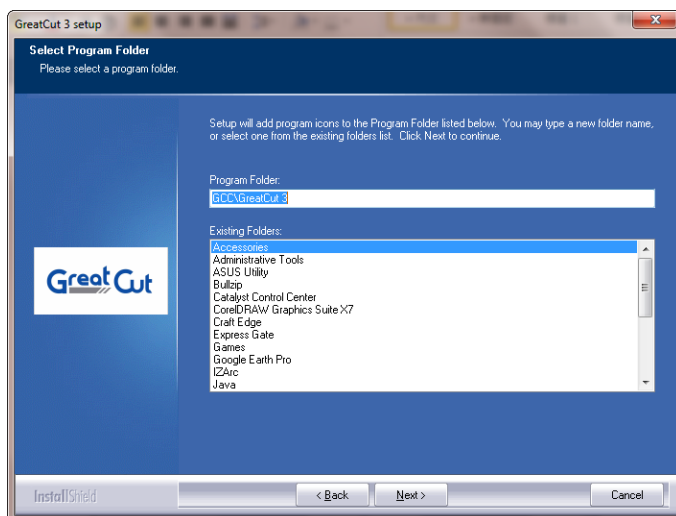 GreatCut 3 setup
Select Program Folder
Please select a program folder.
Setup will add program icons to the Program Folder listed below. You may type a new folder name,
or select one from the existing folders list. Click Next to continue.
Program Folder:
GCC\GreatCut 3
Existing Folders:
Accessories
Administrative Tools
ASUS Utility
Bullzip
Catalyst Control Center
CorelDRAW Graphics Suite X7
Craft Edge
Express Gate
Games
Google Earth Pro
IZArc
Java
Great Cut
InstallShield
< Back
Next >
Cancel